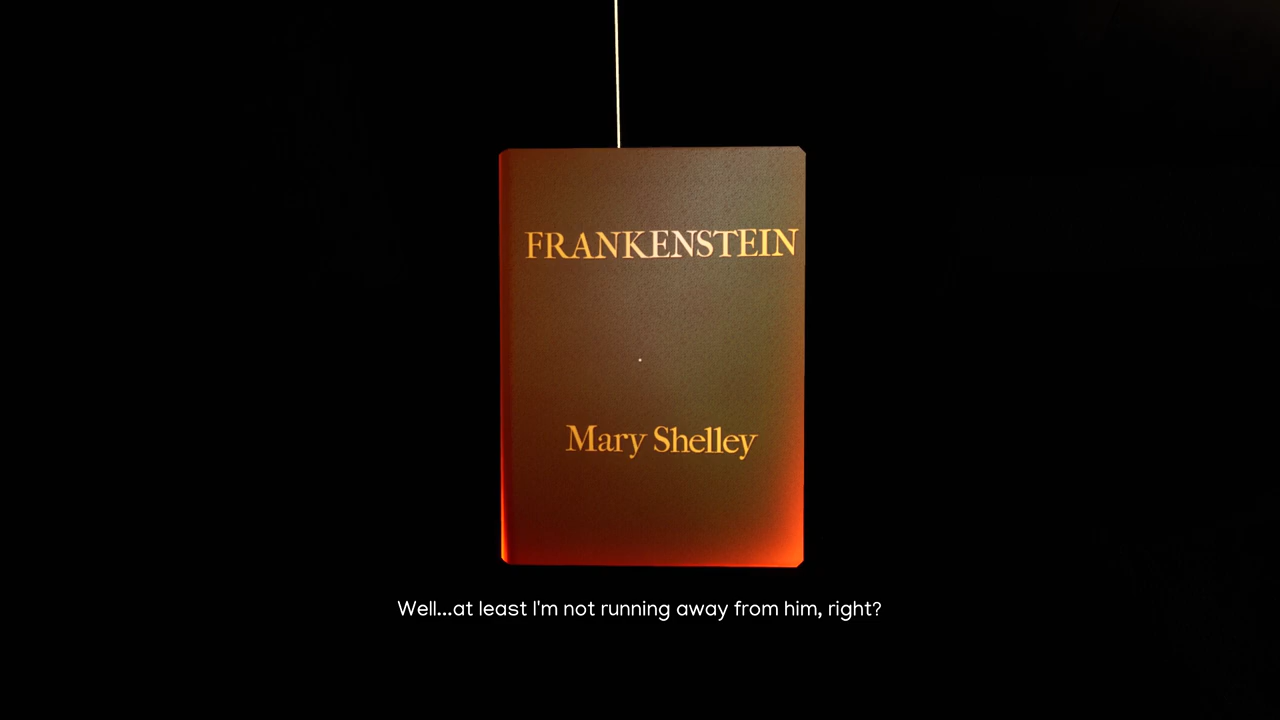 FRANKENSTEIN
Mary Shelley
Well...at least I'm not running away from him, right?